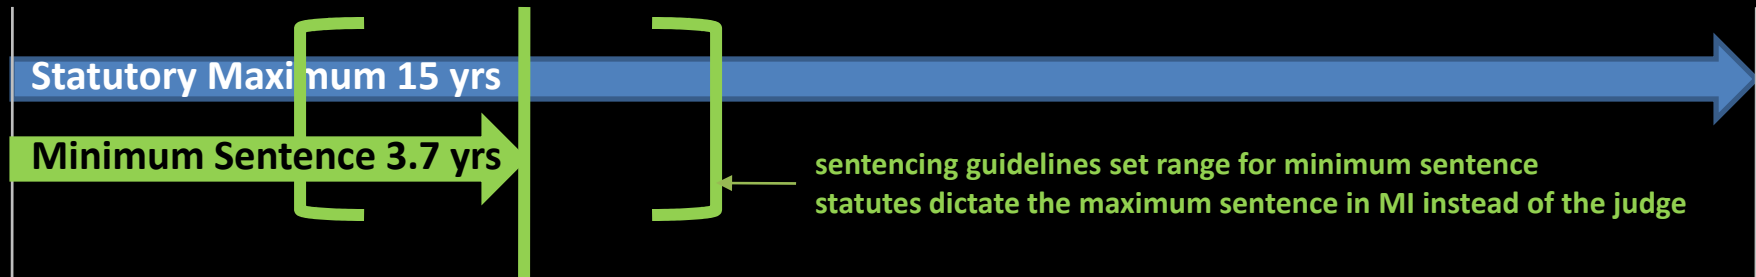 Statutory Maximum 15 yrs
Minimum Sentence 3.7 yrs
sentencing guidelines set range for minimum sentence
statutes dictate the maximum sentence in MI instead of the judge